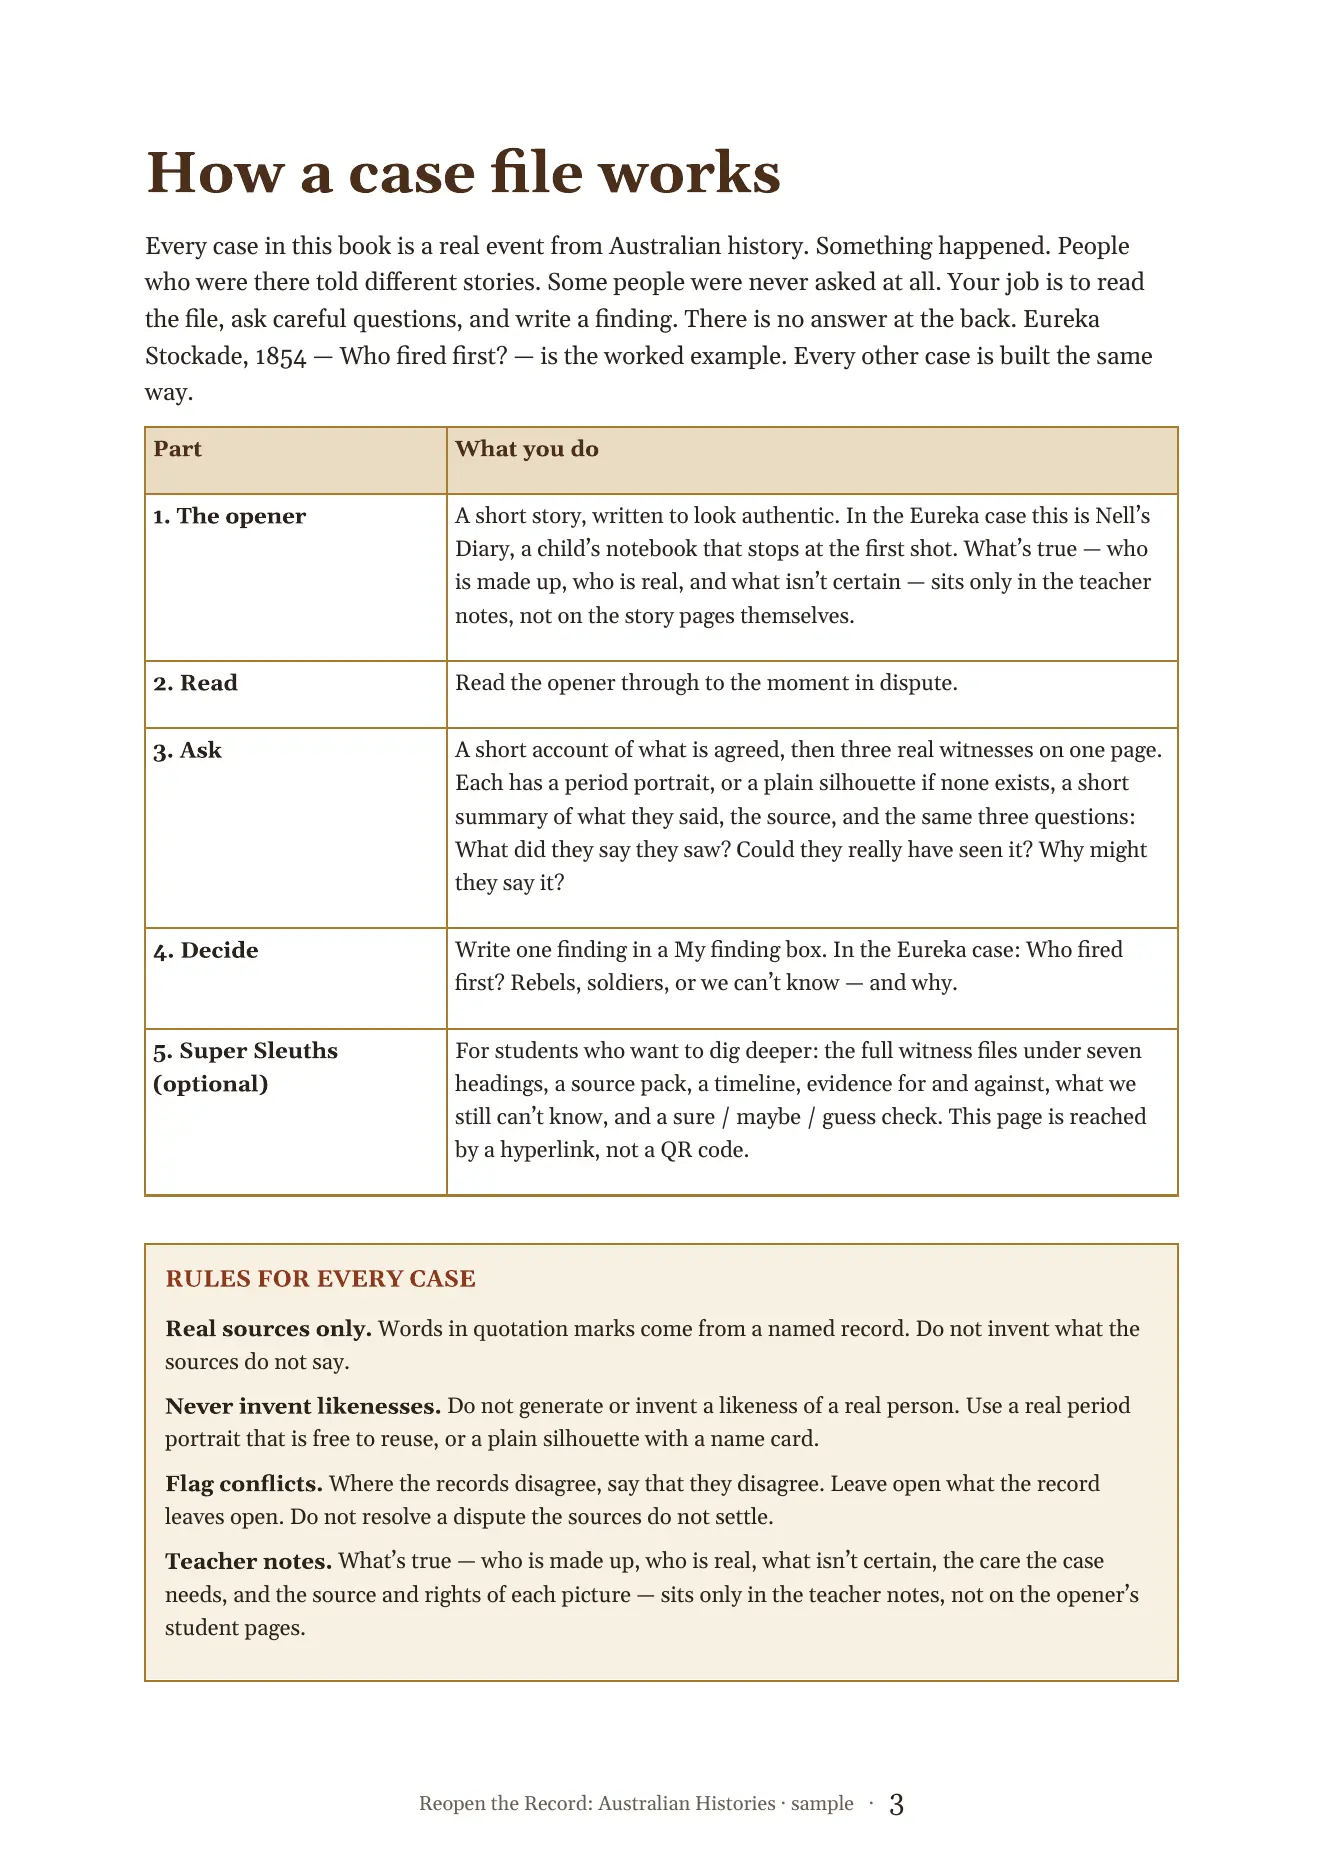 How a case file works
Every case in this book is a real event from Australian history. Something happened. People
who were there told different stories. Some people were never asked at all. Your job is to read
the file, ask careful questions, and write a finding. There is no answer at the back. Eureka
Stockade, 1854 — Who fired first? — is the worked example. Every other case is built the same
way.
Part
What you do
1. The opener
A short story, written to look authentic. In the Eureka case this is Nell’s
Diary, a child’s notebook that stops at the first shot. What’s true — who
is made up, who is real, and what isn’t certain — sits only in the teacher
notes, not on the story pages themselves.
2. Read
Read the opener through to the moment in dispute.
3. Ask
A short account of what is agreed, then three real witnesses on one page.
Each has a period portrait, or a plain silhouette if none exists, a short
summary of what they said, the source, and the same three questions:
What did they say they saw? Could they really have seen it? Why might
they say it?
4. Decide
Write one finding in a My finding box. In the Eureka case: Who fired
first? Rebels, soldiers, or we can’t know — and why.
5. Super Sleuths
(optional)
For students who want to dig deeper: the full witness files under seven
headings, a source pack, a timeline, evidence for and against, what we
still can’t know, and a sure / maybe / guess check. This page is reached
by a hyperlink, not a QR code.
RULES FOR EVERY CASE
Real sources only. Words in quotation marks come from a named record. Do not invent what the
sources do not say.
Never invent likenesses. Do not generate or invent a likeness of a real person. Use a real period
portrait that is free to reuse, or a plain silhouette with a name card.
Flag conflicts. Where the records disagree, say that they disagree. Leave open what the record
leaves open. Do not resolve a dispute the sources do not settle.
Teacher notes. What’s true — who is made up, who is real, what isn’t certain, the care the case
needs, and the source and rights of each picture — sits only in the teacher notes, not on the opener’s
student pages.
Reopen the Record: Australian Histories · sample · 3